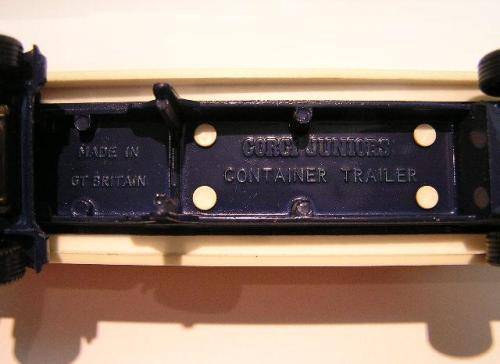 MADE IN
GT BRITAIN
CORGI JUNIORS
CONTAINER TRAILER